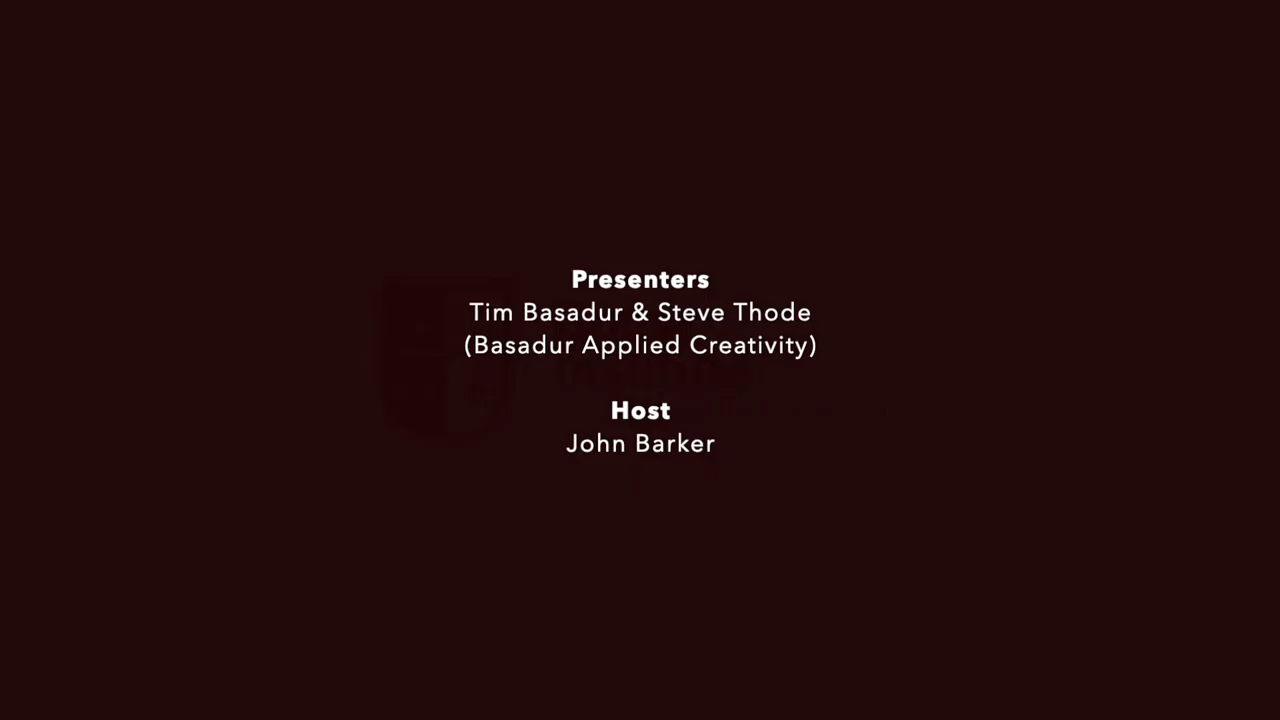 Presenters
Tim Basadur & Steve Thode
(Basadur Applied Creativity)
Host
John Barker